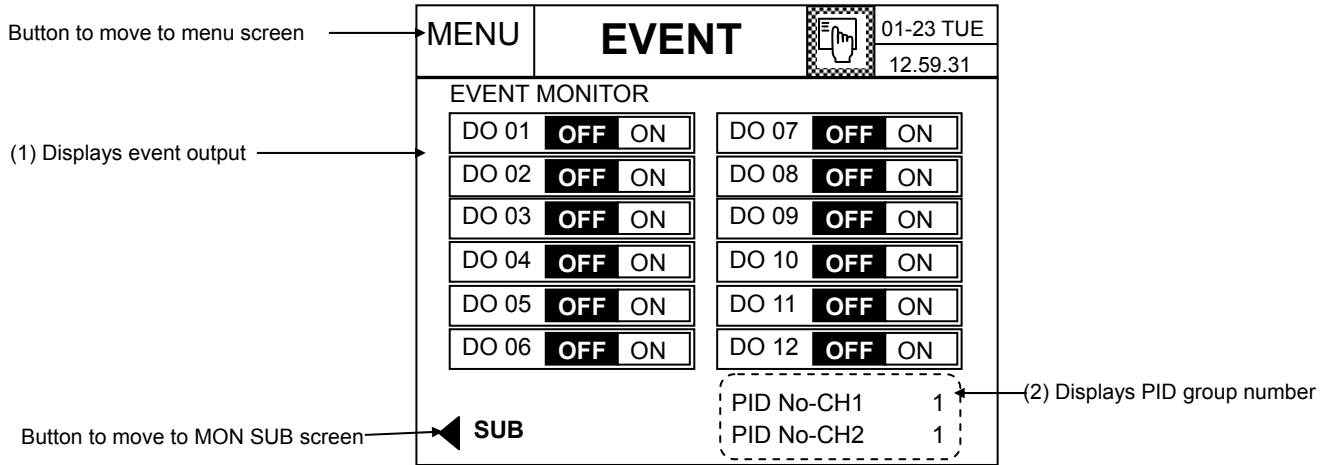 Button to move to menu screen
MENU
EVENT
01-23 TUE
12.59.31
EVENT MONITOR
(1) Displays event output
DO 01 OFF ON
DO 07 OFF ON
DO 02 OFF ON
DO 08 OFF ON
DO 03 OFF ON
DO 09 OFF ON
DO 04 OFF ON
DO 10 OFF ON
DO 05 OFF ON
DO 11 OFF ON
DO 06 OFF ON
DO 12 OFF ON
PID No-CH1 1
PID No-CH2 1
(2) Displays PID group number
Button to move to MON SUB screen
SUB